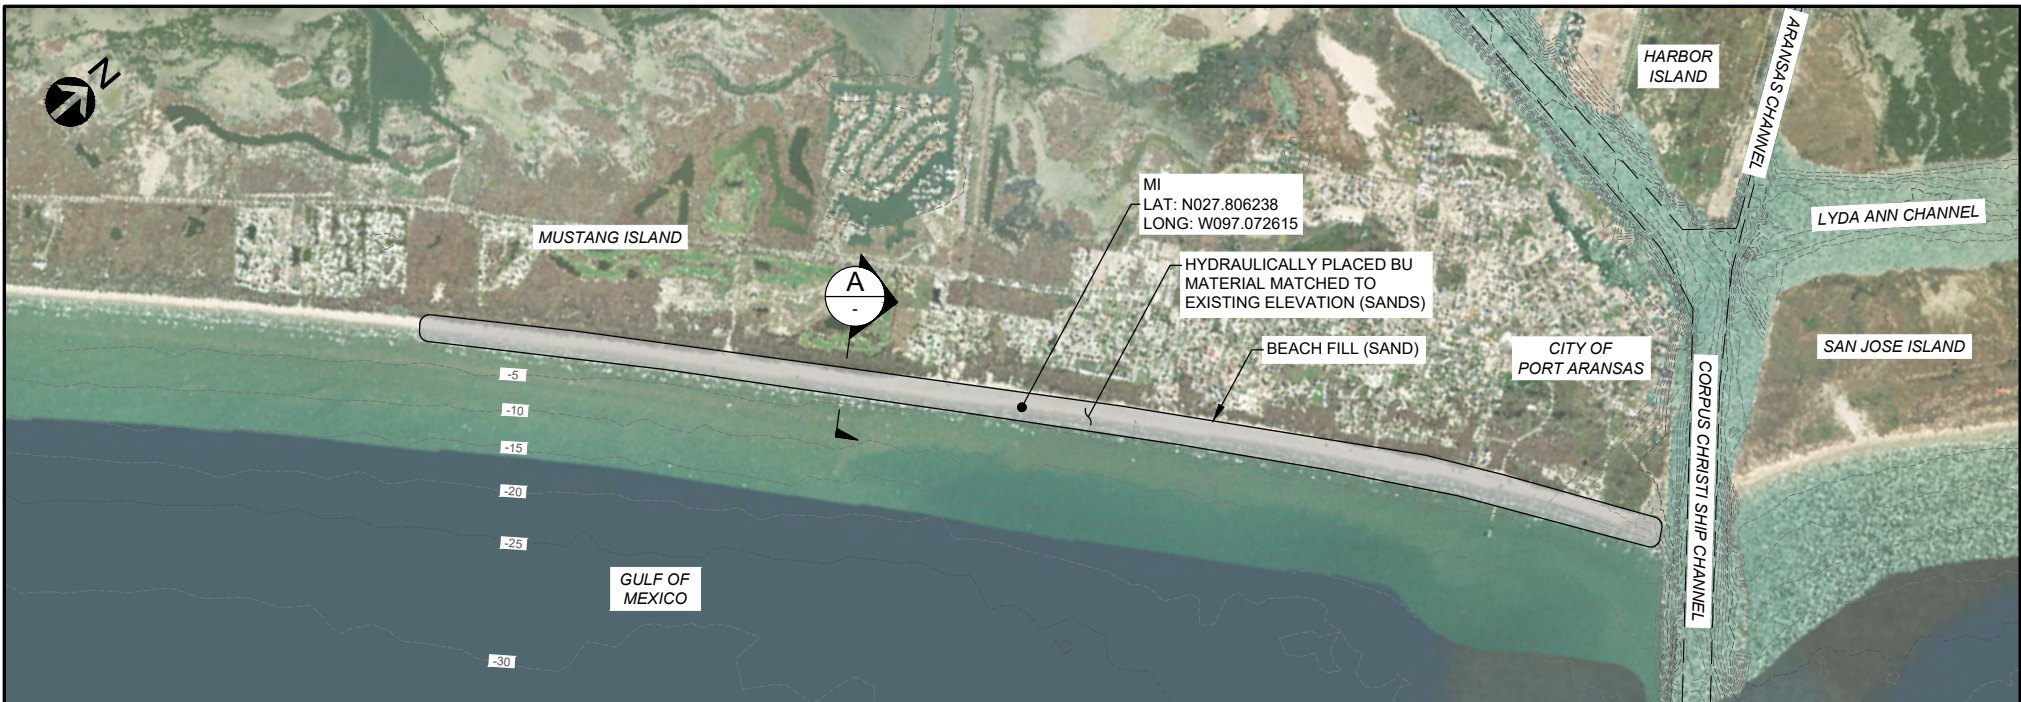 N
HARBOR
ISLAND
ARANSAS CHANNEL
MI
LAT: N027.806238
LONG: W097.072615
LYDA ANN CHANNEL
MUSTANG ISLAND
HYDRAULICALLY PLACED BU
MATERIAL MATCHED TO
EXISTING ELEVATION (SANDS)
A
-
BEACH FILL (SAND)
CITY OF
PORT ARANSAS
SAN JOSE ISLAND
CORPUS CHRISTI SHIP CHANNEL
-5
-10
-15
-20
-25
-30
GULF OF
MEXICO